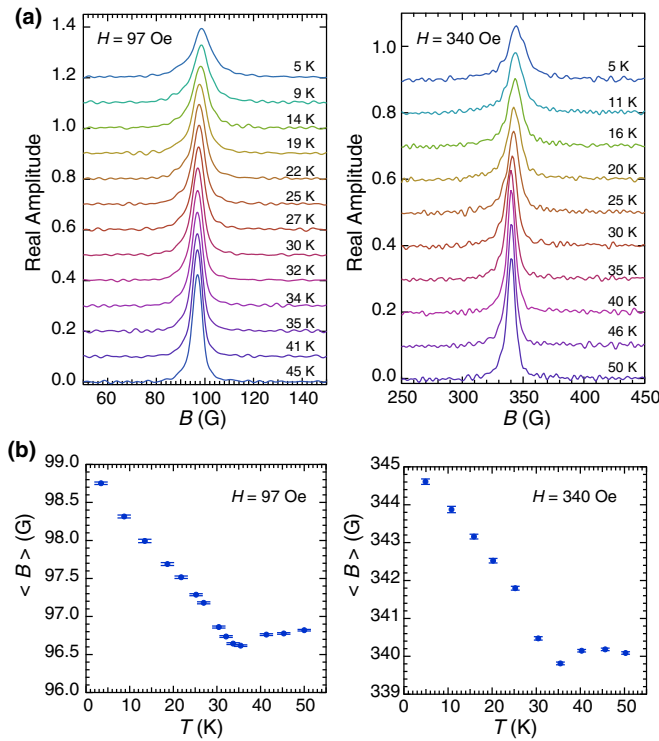 (a)
H = 97 Oe
Real Amplitude
1.4
1.2
1.0
0.8
0.6
0.4
0.2
0.0
5 K
9 K
14 K
19 K
22 K
25 K
27 K
30 K
32 K
34 K
35 K
41 K
45 K
60 80 100 120 140
B (G)
H = 340 Oe
Real Amplitude
1.0
0.8
0.6
0.4
0.2
0.0
5 K
11 K
16 K
20 K
25 K
30 K
35 K
40 K
46 K
50 K
250 300 350 400 450
B (G)
(b)
H = 97 Oe
< B > (G)
99.0
98.5
98.0
97.5
97.0
96.5
96.0
0 10 20 30 40 50
T (K)
H = 340 Oe
< B > (G)
345
344
343
342
341
340
339
0 10 20 30 40 50
T (K)